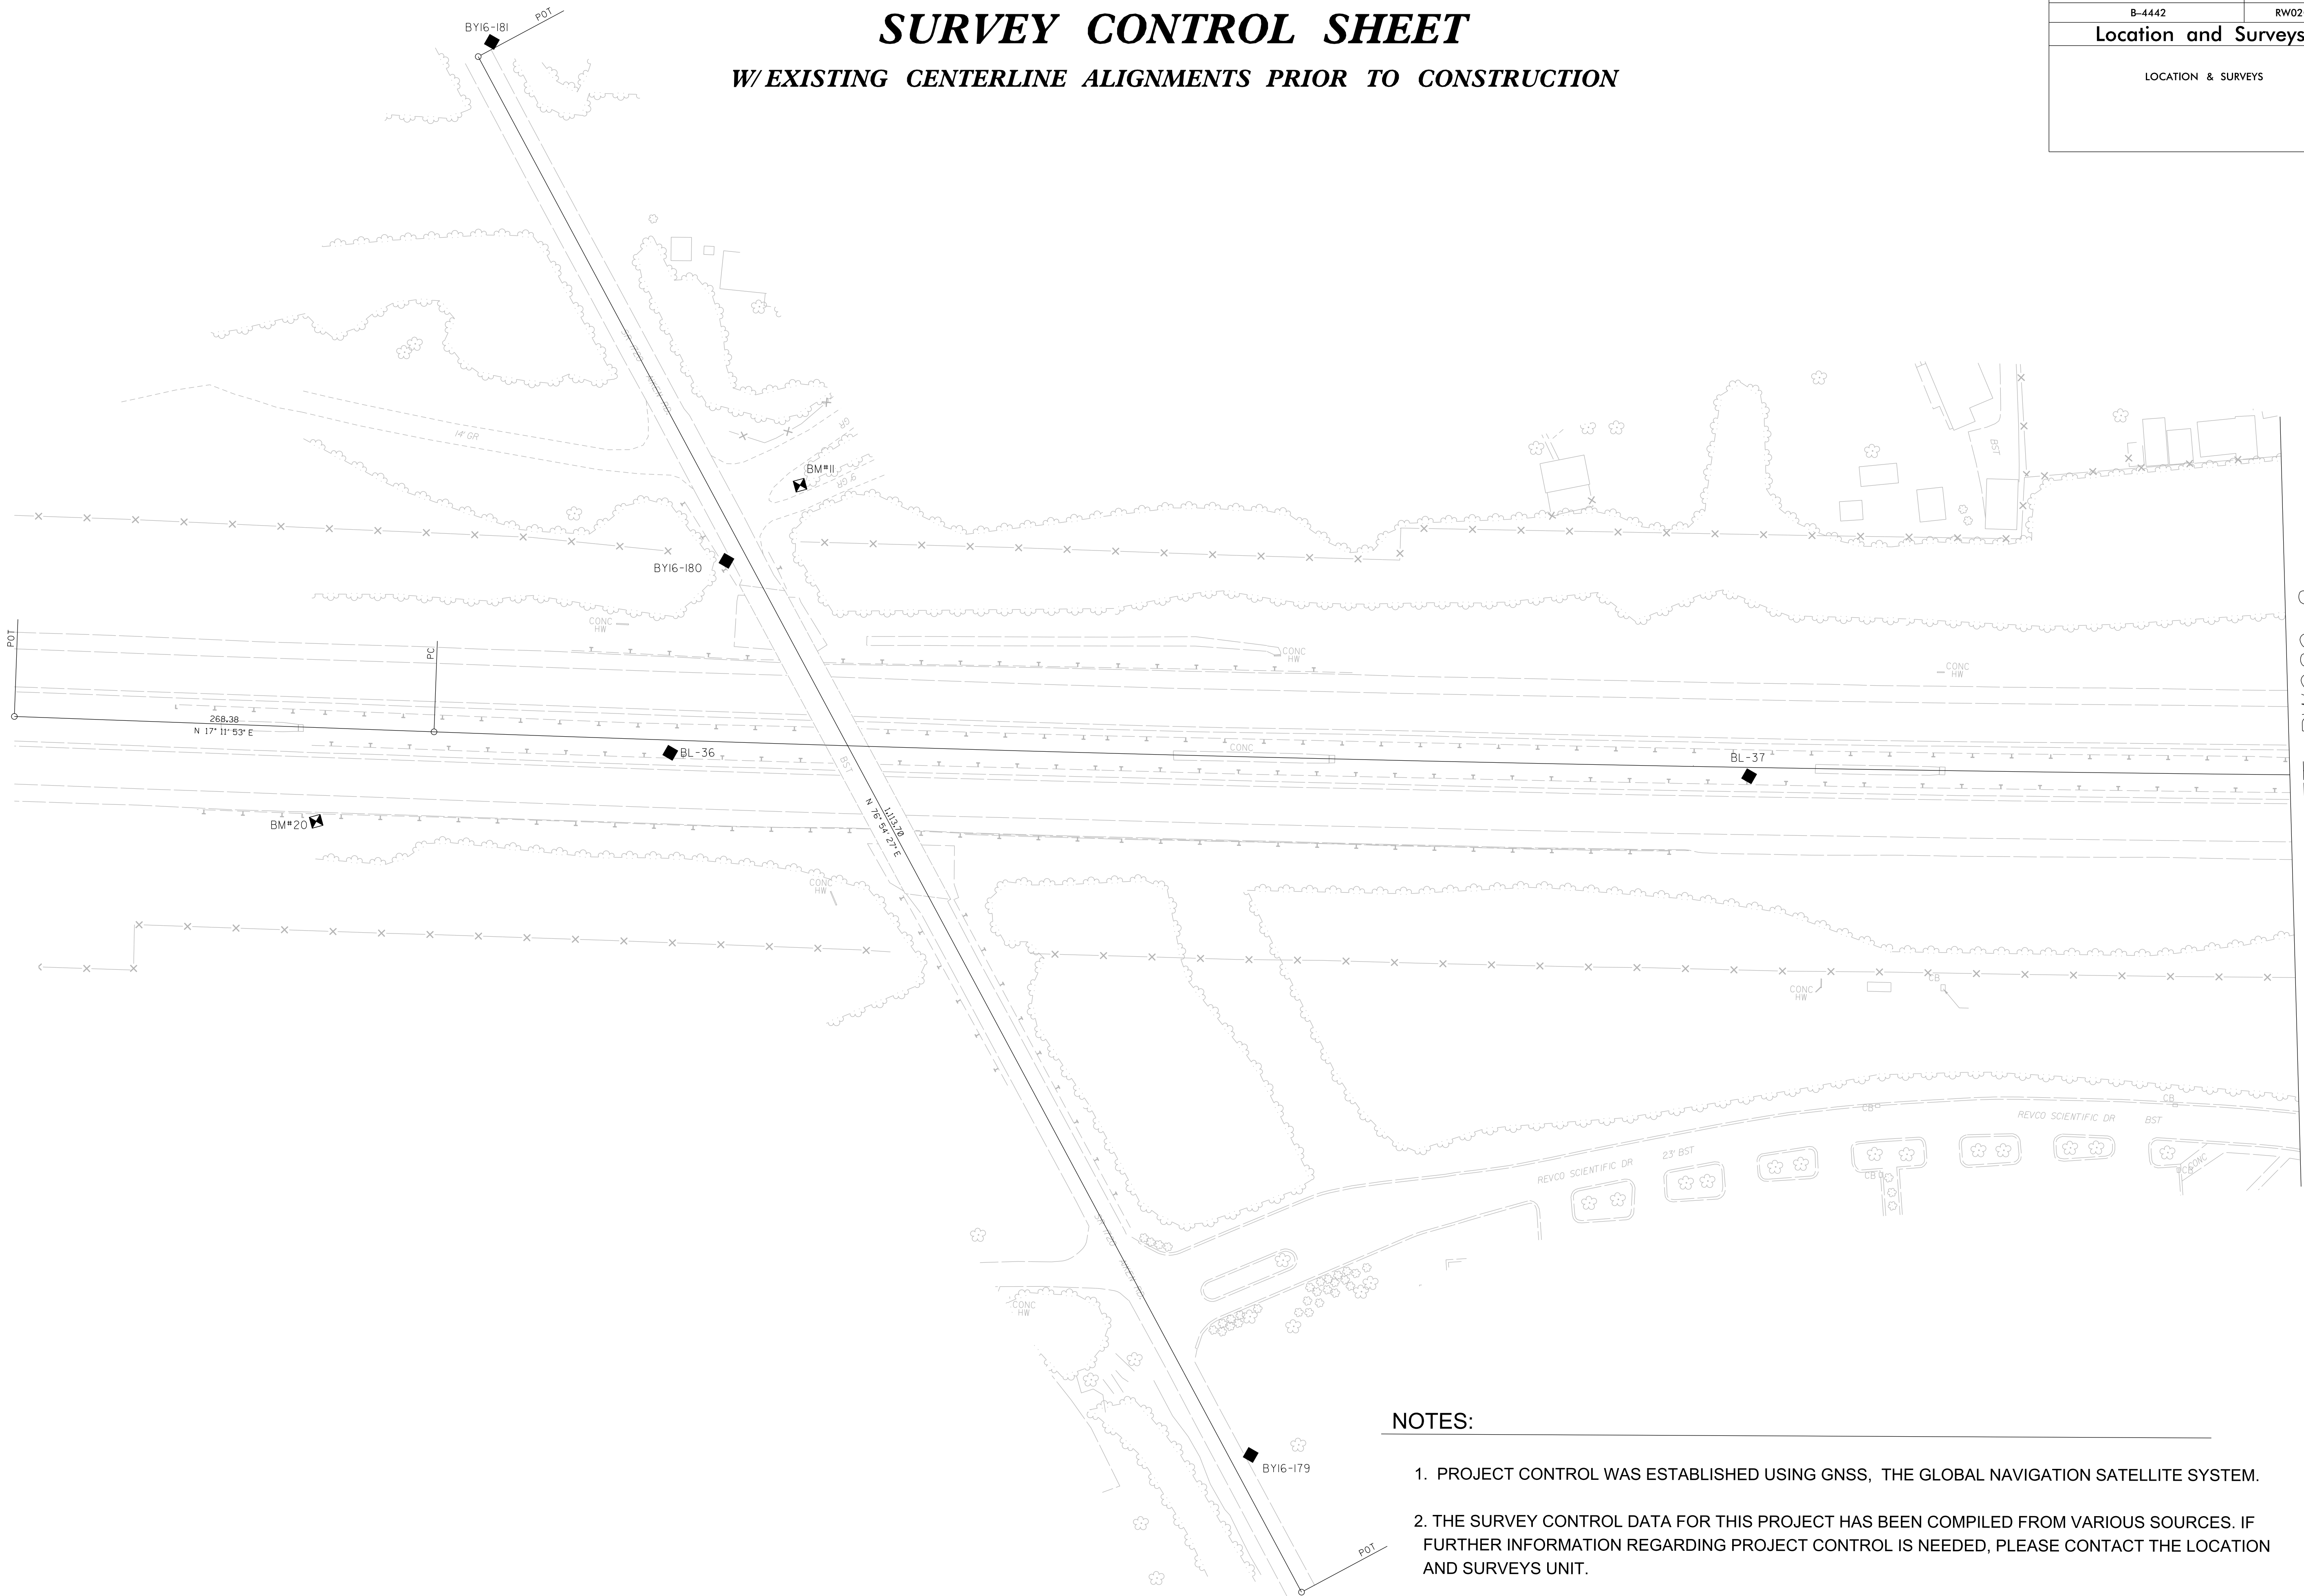 SURVEY CONTROL SHEET
W/ EXISTING CENTERLINE ALIGNMENTS PRIOR TO CONSTRUCTION
B-4442
RW02
Location and Surveys
LOCATION & SURVEYS
BY16-181
POT
14' GR
GR
BM#11
GR
BY16-180
CONC
HW
CONC
HW
CONC
HW
BST
POT
PC
268.38
N 17° 11' 53" E
BL-36
BST
CONC
BL-37
1,113.70
N 76° 54' 27" E
BM#20
CONC
HW
CONC
HW
CB
CB
CB
REVCO SCIENTIFIC DR
BST
REVCO SCIENTIFIC DR
23' BST
CB
CONC
CB
CONC
HW
BY16-179
POT
NOTES:
1. PROJECT CONTROL WAS ESTABLISHED USING GNSS, THE GLOBAL NAVIGATION SATELLITE SYSTEM.
2. THE SURVEY CONTROL DATA FOR THIS PROJECT HAS BEEN COMPILED FROM VARIOUS SOURCES. IF
FURTHER INFORMATION REGARDING PROJECT CONTROL IS NEEDED, PLEASE CONTACT THE LOCATION
AND SURVEYS UNIT.